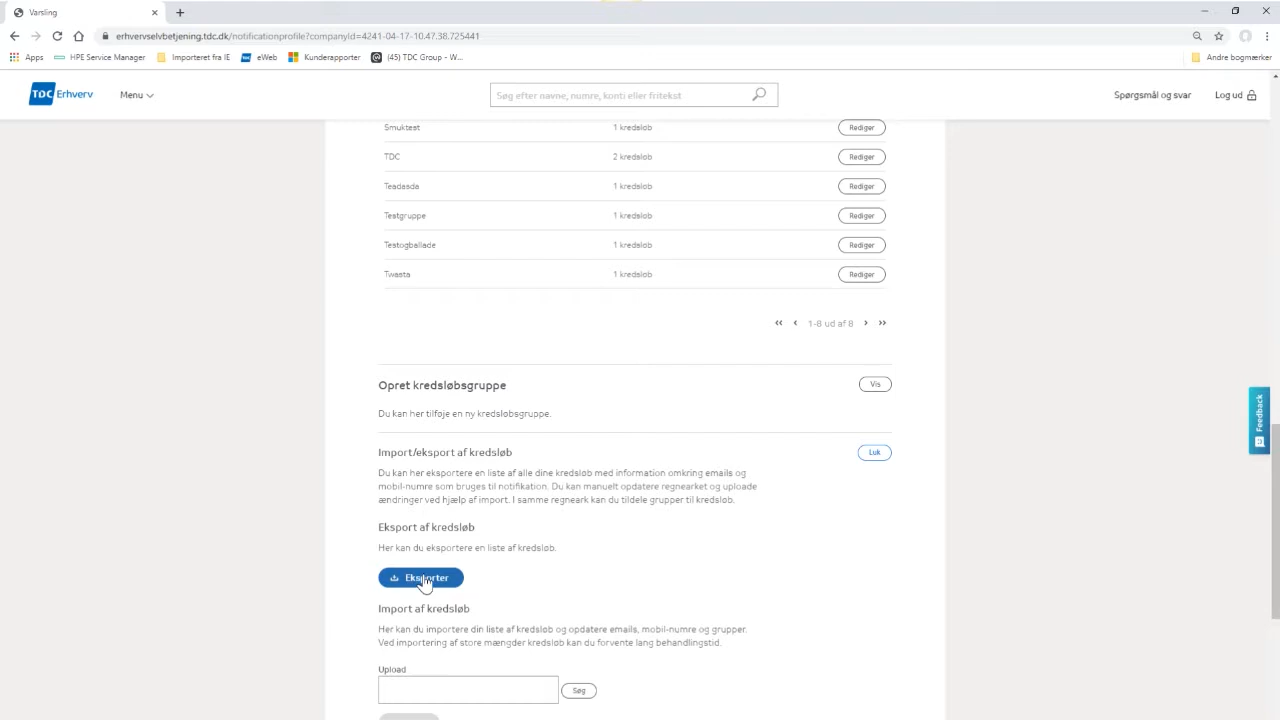 Varsling
erhvervselvbetjening.tdc.dk/notificationprofile?companyId=4241-04-17-10.47.38.725441
Apps HPE Service Manager Importeret fra IE eWeb Kunderapporter (45) TDC Group - W... Andre bogmærker
TDC Erhverv Menu Søg efter navne, numre, konti eller fritekst Spørgsmål og svar Log ud
Smuktest 1 kredsløb Rediger
TDC 2 kredsløb Rediger
Teadasda 1 kredsløb Rediger
Testgruppe 1 kredsløb Rediger
Testogballade 1 kredsløb Rediger
Twasta 1 kredsløb Rediger
1-8 ud af 8
Opret kredsløbsgruppe Vis
Du kan her tilføje en ny kredsløbsgruppe.
Feedback
Import/eksport af kredsløb Luk
Du kan her eksportere en liste af alle dine kredsløb med information omkring emails og
mobil-numre som bruges til notifikation. Du kan manuelt opdatere regnearket og uploade
ændringer ved hjælp af import. I samme regneark kan du tildele grupper til kredsløb.
Eksport af kredsløb
Her kan du eksportere en liste af kredsløb.
Eksporter
Import af kredsløb
Her kan du importere din liste af kredsløb og opdatere emails, mobil-numre og grupper.
Ved importering af store mængder kredsløb kan du forvente lang behandlingstid.
Upload
Søg